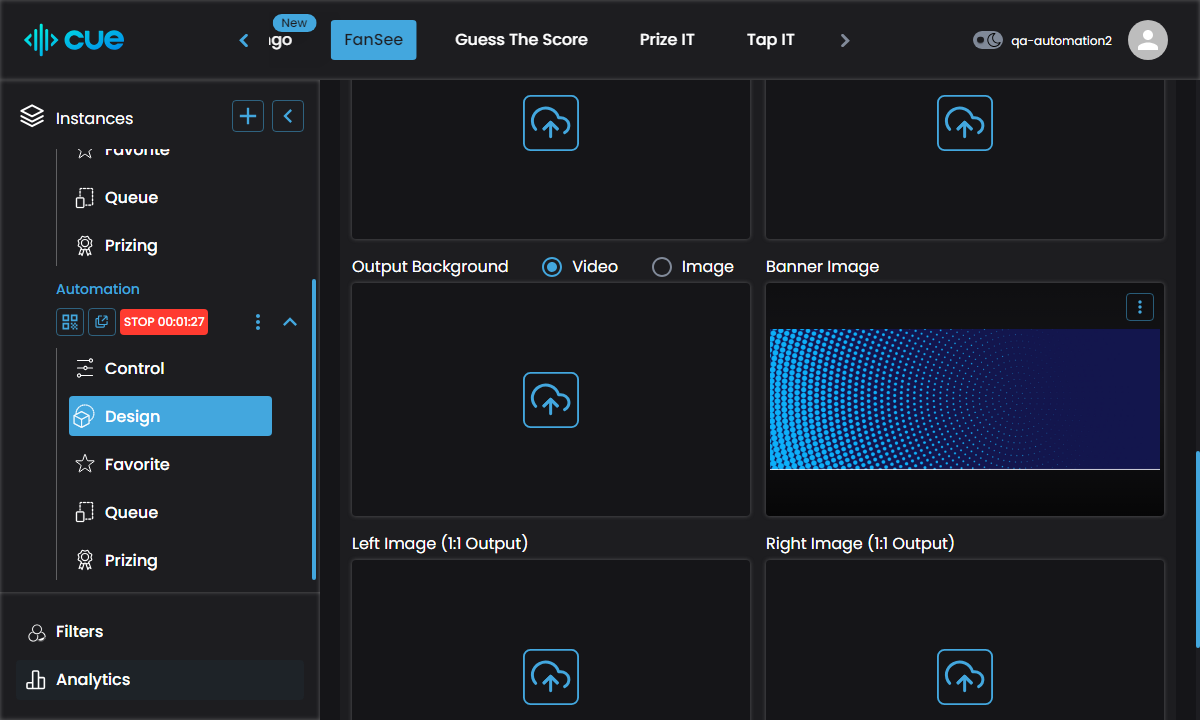 cue
New
ngo
FanSee
Guess The Score
Prize IT
Tap IT
qa-automation2
Instances
Favorite
Queue
Prizing
Automation
STOP 00:01:27
Control
Design
Favorite
Queue
Prizing
Filters
Analytics
Output Background
Video
Image
Banner Image
Left Image (1:1 Output)
Right Image (1:1 Output)